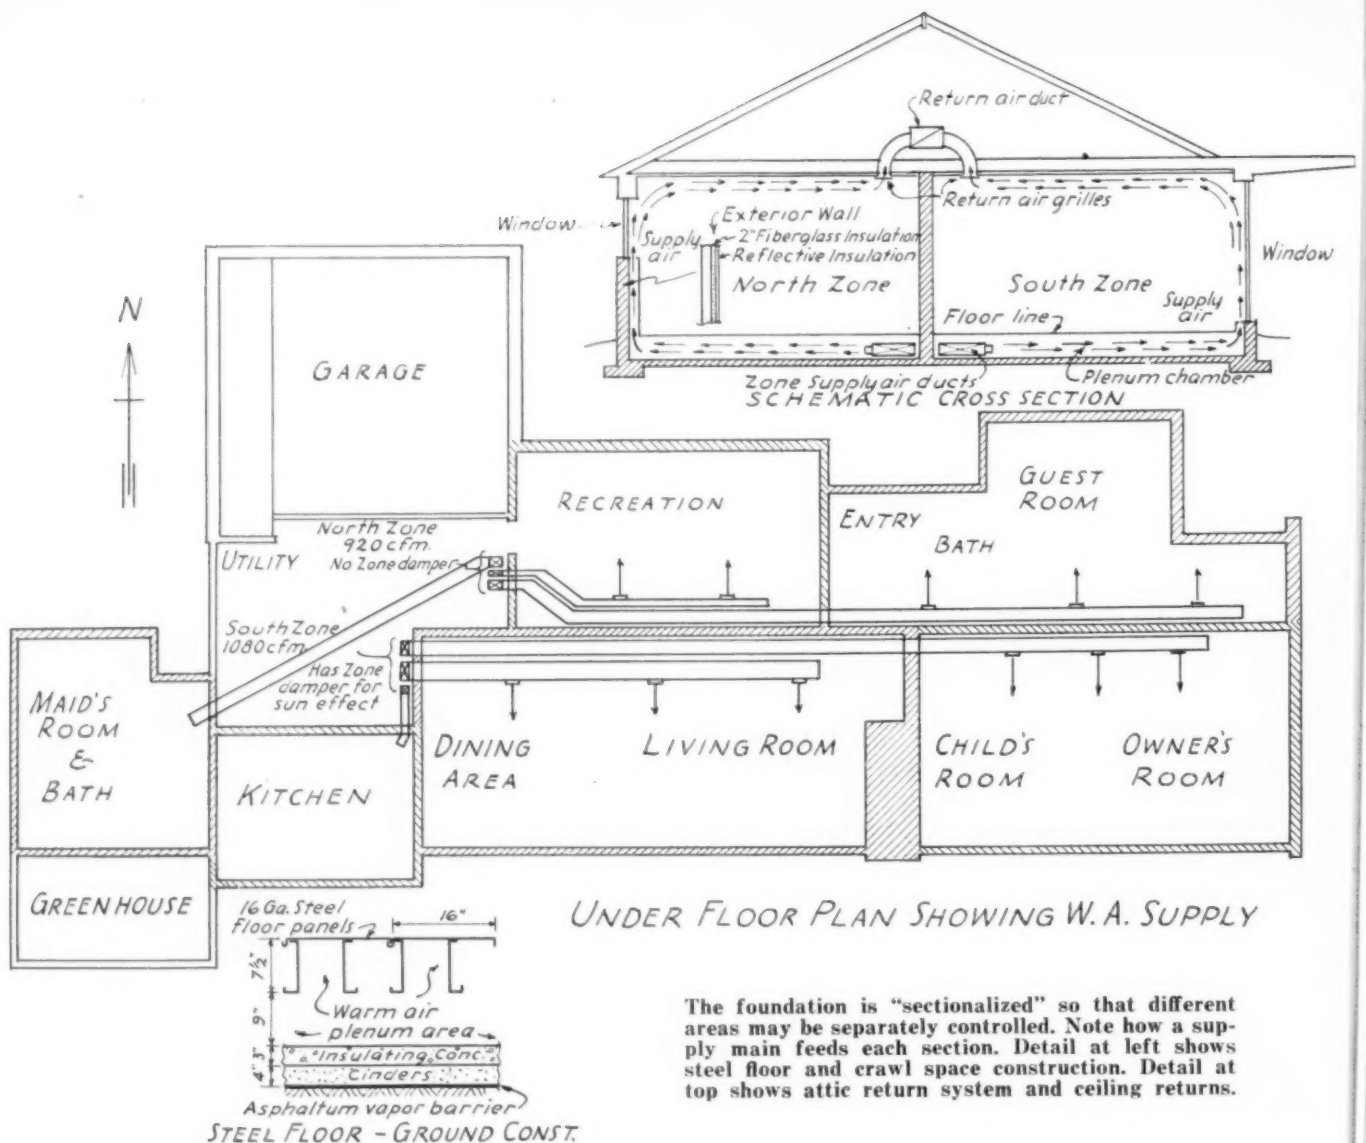 Return air duct
Return air grilles
Window
Supply
air
Exterior Wall
2" Fiberglass Insulation
Reflective Insulation
North Zone
South Zone
Floor line
Supply
air
Window
Zone Supply air ducts
Plenum chamber
SCHEMATIC CROSS SECTION
N
GARAGE
RECREATION
GUEST
ROOM
ENTRY
BATH
North Zone
920 cfm.
No Zone damper
UTILITY
South Zone
1080 cfm.
Has Zone
damper for
sun effect
MAID'S
ROOM
&
BATH
KITCHEN
DINING
AREA
LIVING ROOM
CHILD'S
ROOM
OWNER'S
ROOM
GREENHOUSE
UNDER FLOOR PLAN SHOWING W. A. SUPPLY
16 Ga. Steel
floor panels
16"
7½"
9"
3"
4"
Warm air
plenum area
Insulating Conc.
Cinders
Asphaltum vapor barrier
STEEL FLOOR - GROUND CONST.
The foundation is “sectionalized” so that different
areas may be separately controlled. Note how a sup-
ply main feeds each section. Detail at left shows
steel floor and crawl space construction. Detail at
top shows attic return system and ceiling returns.